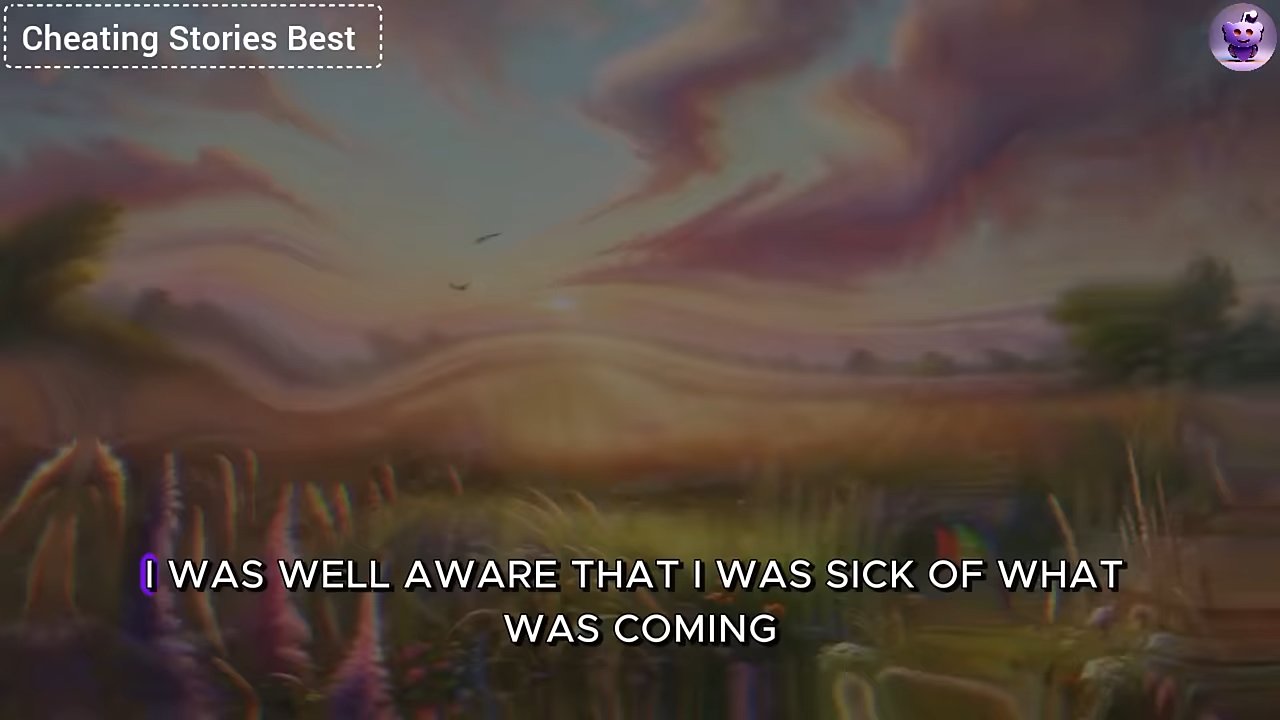 Cheating Stories Best
I WAS WELL AWARE THAT I WAS SICK OF WHAT
WAS COMING